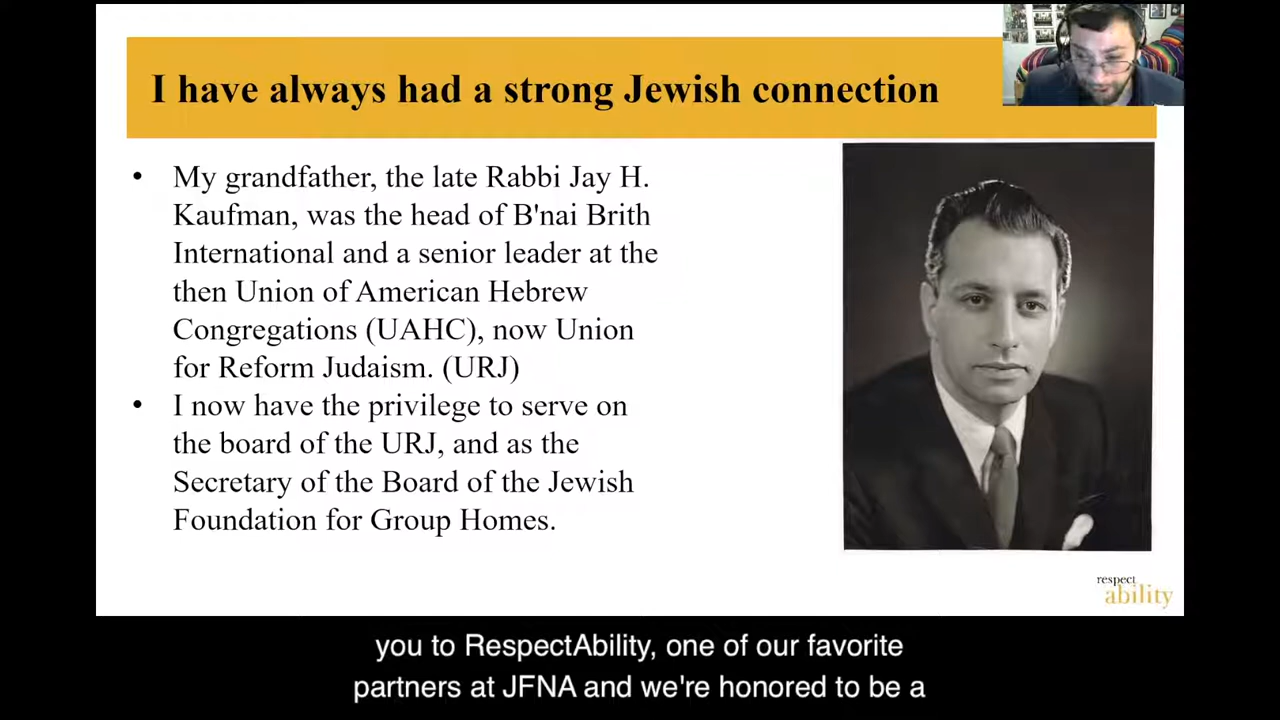 I have always had a strong Jewish connection
• My grandfather, the late Rabbi Jay H.
Kaufman, was the head of B'nai Brith
International and a senior leader at the
then Union of American Hebrew
Congregations (UAHC), now Union
for Reform Judaism. (URJ)
• I now have the privilege to serve on
the board of the URJ, and as the
Secretary of the Board of the Jewish
Foundation for Group Homes.
respect
ability
you to RespectAbility, one of our favorite
partners at JFNA and we're honored to be a